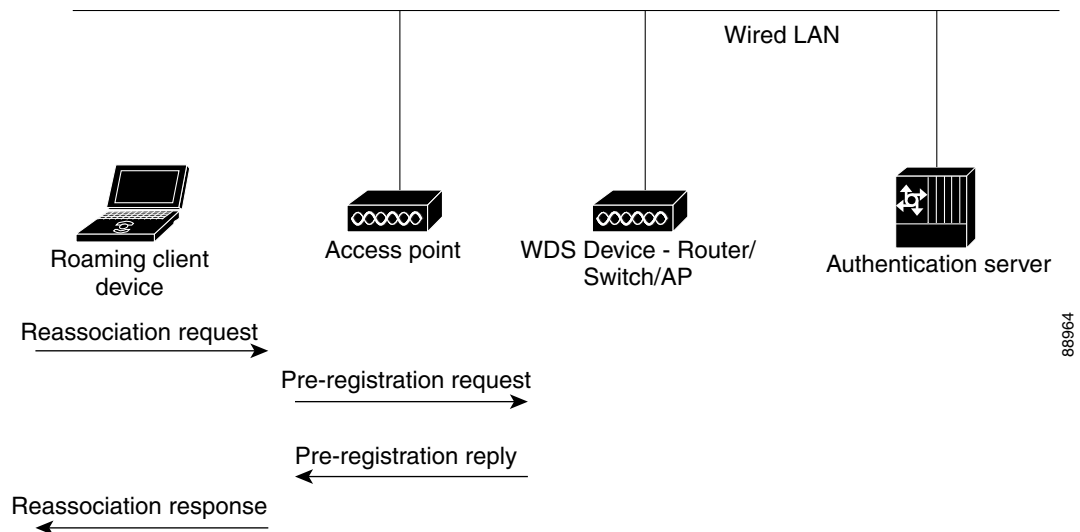 Wired LAN
Roaming client
device
Access point
WDS Device - Router/
Switch/AP
Authentication server
88964
Reassociation request
Pre-registration request
Pre-registration reply
Reassociation response